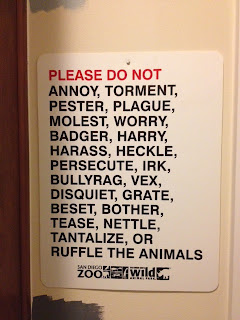 PLEASE DO NOT
ANNOY, TORMENT,
PESTER, PLAGUE,
MOLEST, WORRY,
BADGER, HARRY,
HARASS, HECKLE,
PERSECUTE, IRK,
BULLYRAG, VEX,
DISQUIET, GRATE,
BESET, BOTHER,
TEASE, NETTLE,
TANTALIZE, OR
RUFFLE THE ANIMALS
SAN DIEGO
ZOO
wild